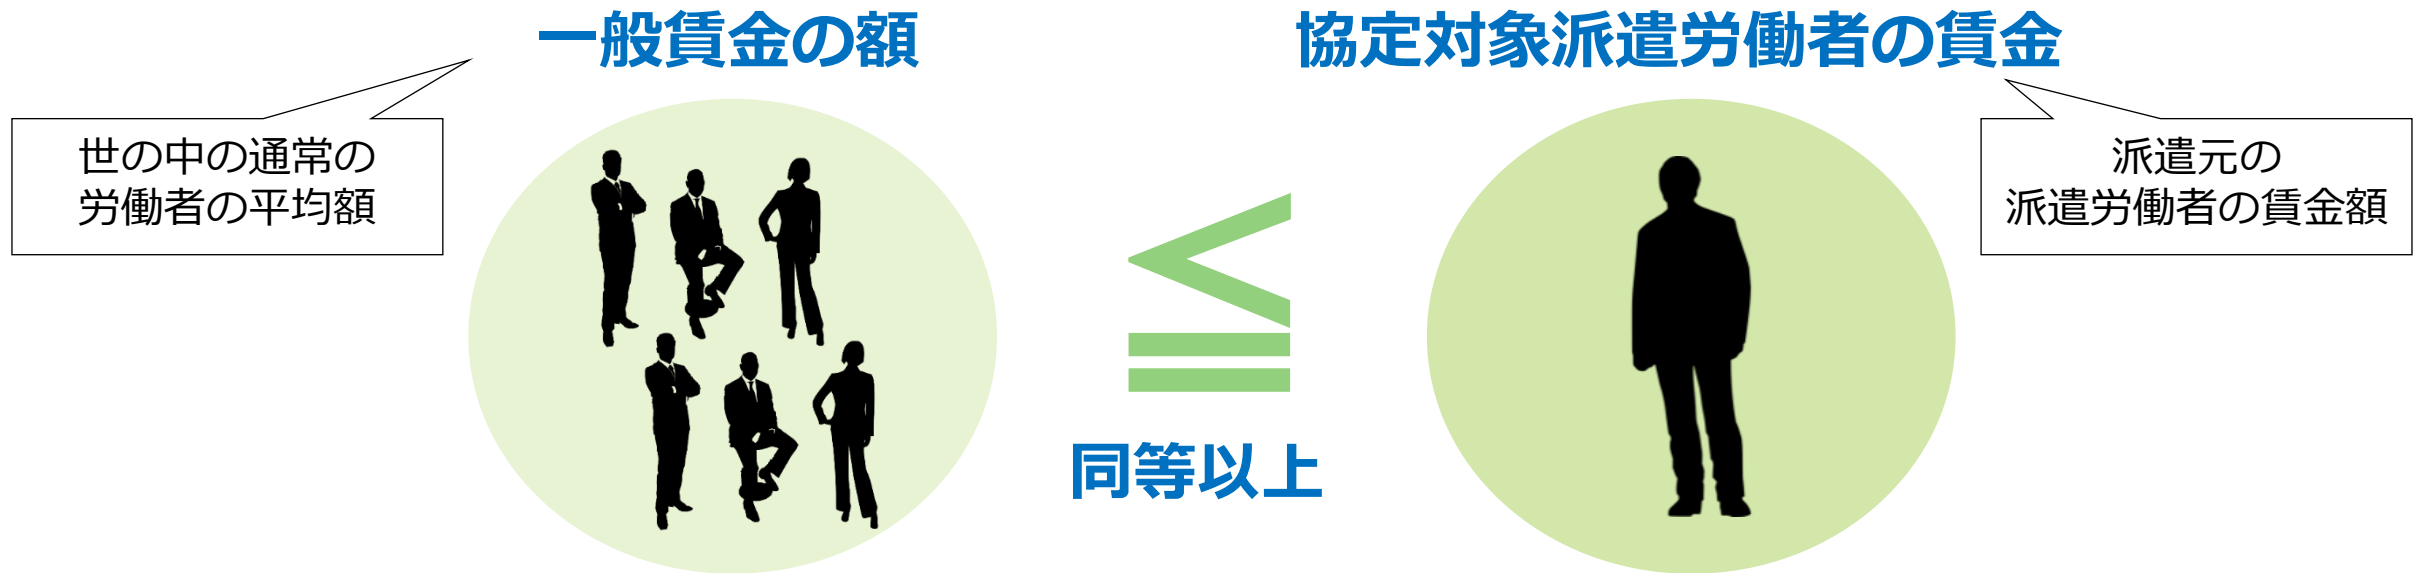 一般賃金の額
協定対象派遣労働者の賃金
世の中の通常の
労働者の平均額
派遣元の
派遣労働者の賃金額
≦
同等以上